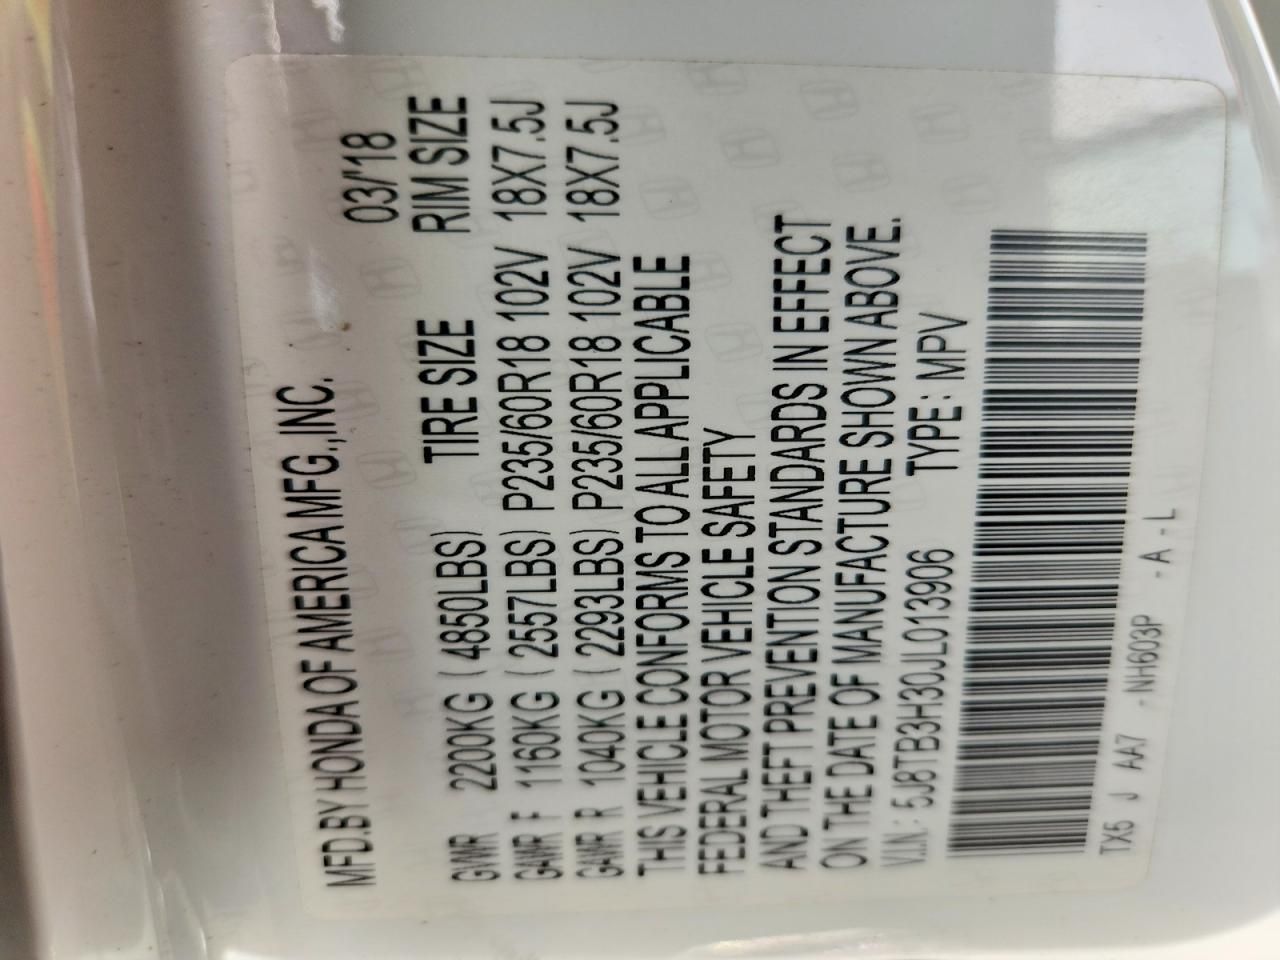 MFD.BY HONDA OF AMERICA MFG.,INC.
03/'18
GVWR 2200KG ( 4850LBS) TIRE SIZE RIM SIZE
GAWR F 1160KG ( 2557LBS) P235/60R18 102V 18X7.5J
GAWR R 1040KG ( 2293LBS) P235/60R18 102V 18X7.5J
THIS VEHICLE CONFORMS TO ALL APPLICABLE
FEDERAL MOTOR VEHICLE SAFETY
AND THEFT PREVENTION STANDARDS IN EFFECT
ON THE DATE OF MANUFACTURE SHOWN ABOVE.
V.I.N.: 5J8TB3H30JL013906 TYPE : MPV
TX5 J AA7 -NH603P -A-L